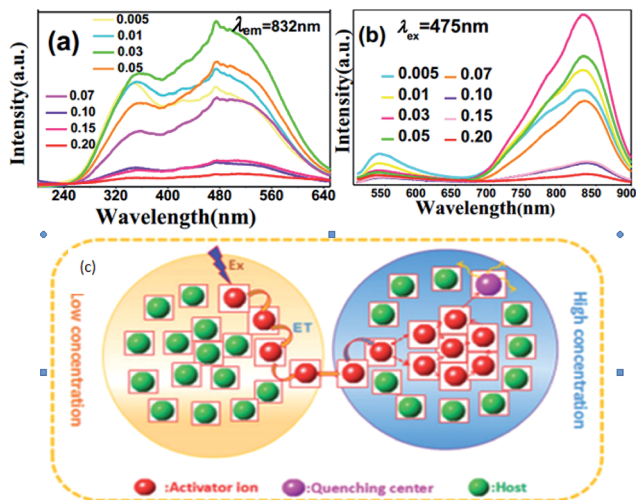 (a)
λem=832nm
0.005
0.01
0.03
0.05
0.07
0.10
0.15
0.20
Intensity(a.u.)
240 320 400 480 560 640
Wavelength(nm)
(b)
λex=475nm
0.005 0.07
0.01 0.10
0.03 0.15
0.05 0.20
Intensity(a.u.)
550 600 650 700 750 800 850 900
Wavelength(nm)
(c)
Ex
ET
Low concentration
High concentration
:Activator ion :Quenching center :Host